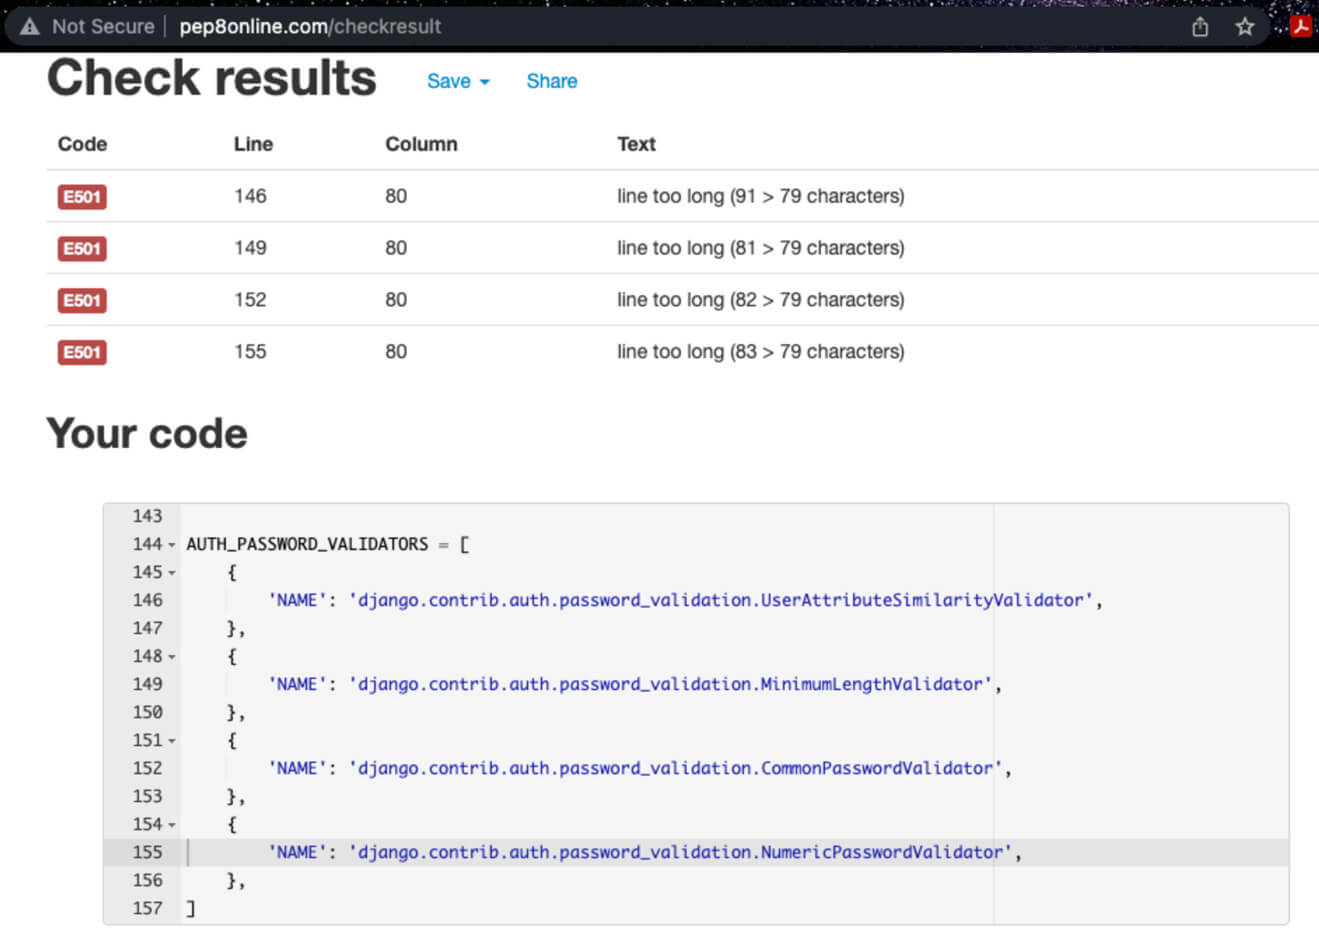 Not Secure | pep8online.com/checkresult
Check results Save Share
Code Line Column Text
E501 146 80 line too long (91 > 79 characters)
E501 149 80 line too long (81 > 79 characters)
E501 152 80 line too long (82 > 79 characters)
E501 155 80 line too long (83 > 79 characters)
Your code
143
144 AUTH_PASSWORD_VALIDATORS = [
145     {
146         'NAME': 'django.contrib.auth.password_validation.UserAttributeSimilarityValidator',
147     },
148     {
149         'NAME': 'django.contrib.auth.password_validation.MinimumLengthValidator',
150     },
151     {
152         'NAME': 'django.contrib.auth.password_validation.CommonPasswordValidator',
153     },
154     {
155         'NAME': 'django.contrib.auth.password_validation.NumericPasswordValidator',
156     },
157 ]